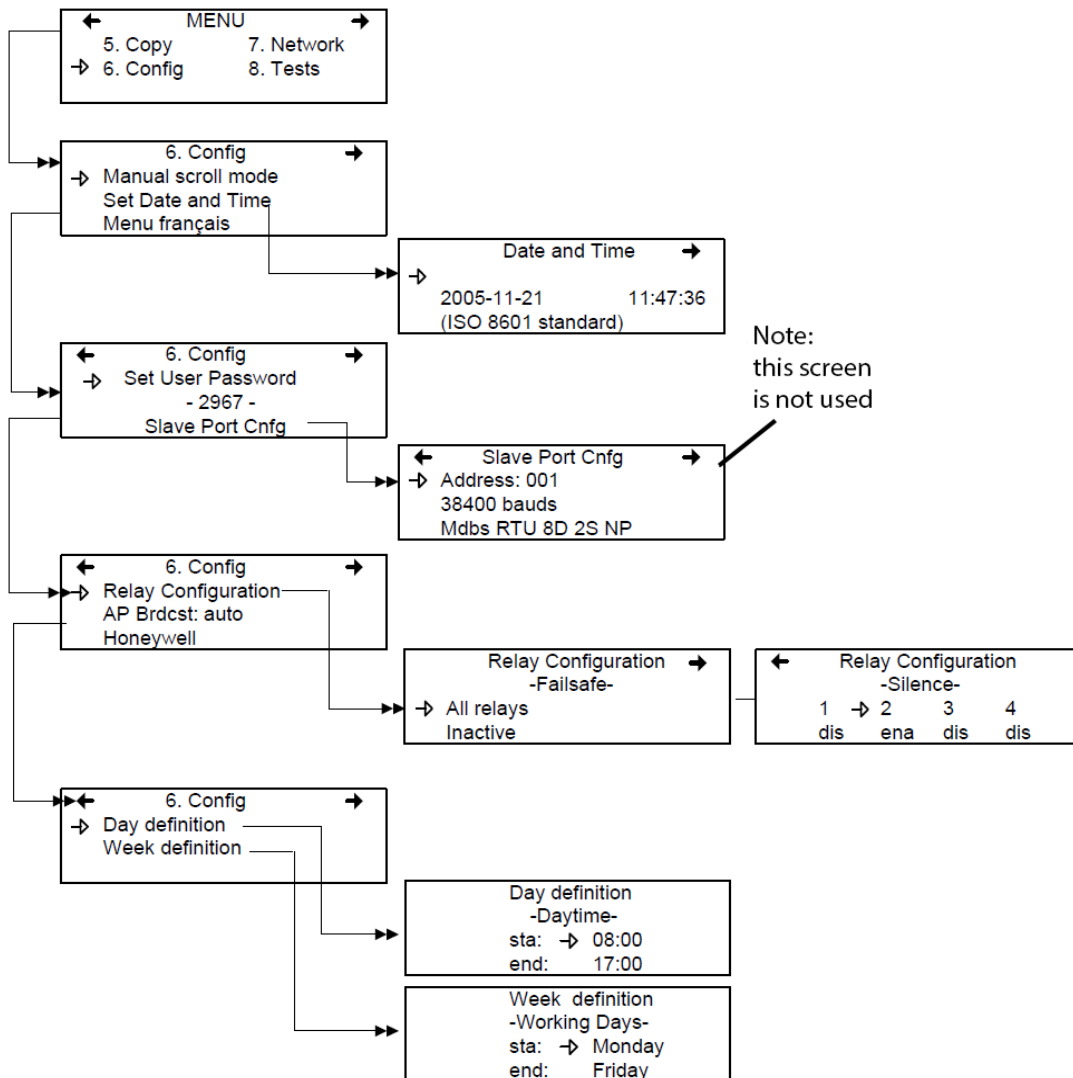 MENU
5. Copy 7. Network
6. Config 8. Tests
6. Config
Manual scroll mode
Set Date and Time
Menu français
Date and Time
2005-11-21 11:47:36
(ISO 8601 standard)
Note:
this screen
is not used
6. Config
Set User Password
- 2967 -
Slave Port Cnfg
Slave Port Cnfg
Address: 001
38400 bauds
Mdbs RTU 8D 2S NP
6. Config
Relay Configuration
AP Brdcst: auto
Honeywell
Relay Configuration
-Failsafe-
All relays
Inactive
Relay Configuration
-Silence-
1 2 3 4
dis ena dis dis
6. Config
Day definition
Week definition
Day definition
-Daytime-
sta: 08:00
end: 17:00
Week definition
-Working Days-
sta: Monday
end: Friday